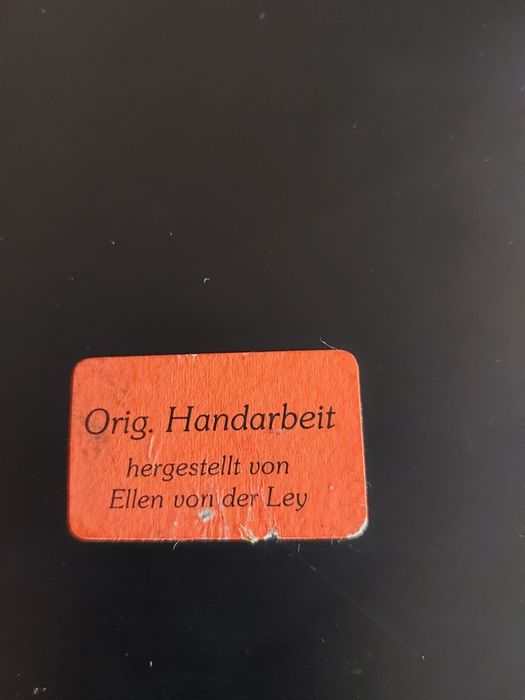 Orig. Handarbeit
hergestellt von
Ellen von der Ley